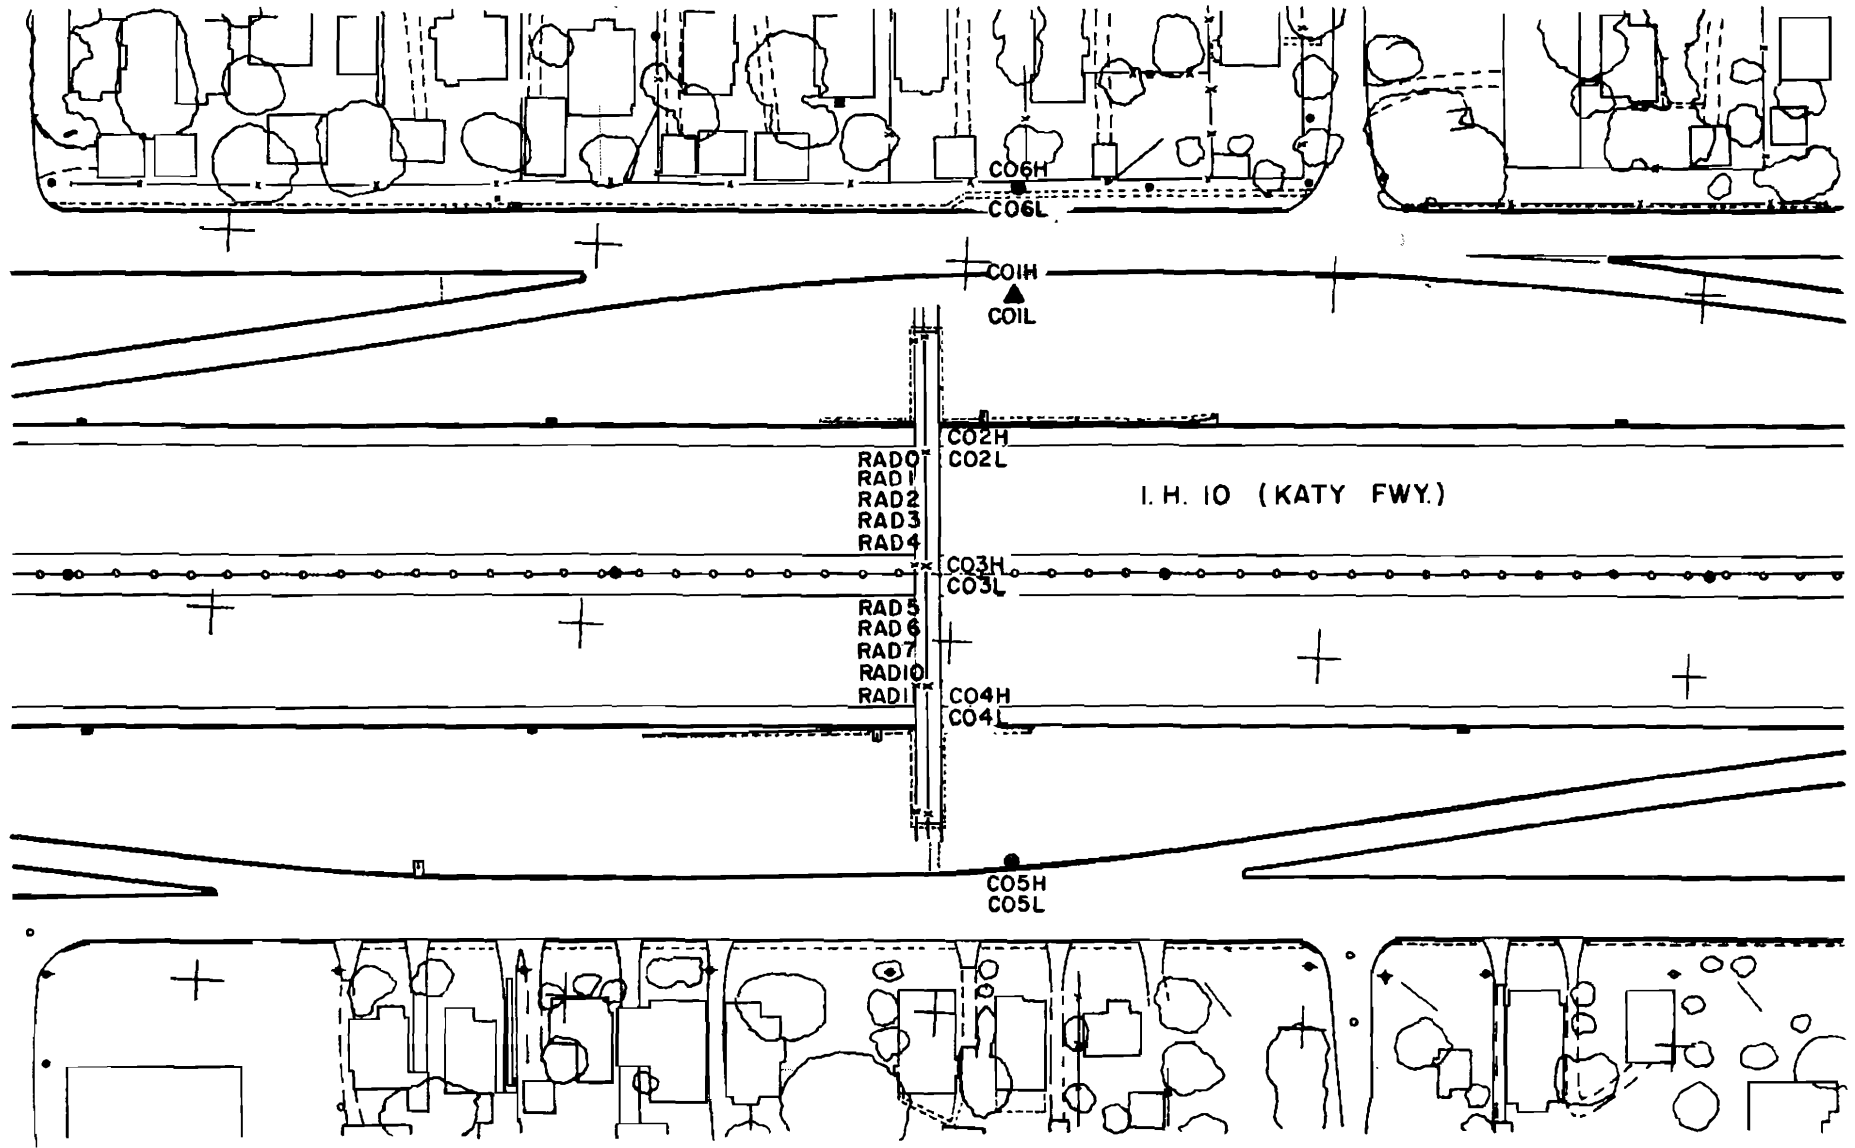 CO6H
CO6L
CO1H
CO1L
CO2H
RAD0 CO2L
RAD1
RAD2 I.H. 10 (KATY FWY.)
RAD3
RAD4
CO3H
CO3L
RAD5
RAD6
RAD7
RAD10
RAD11 CO4H
CO4L
CO5H
CO5L